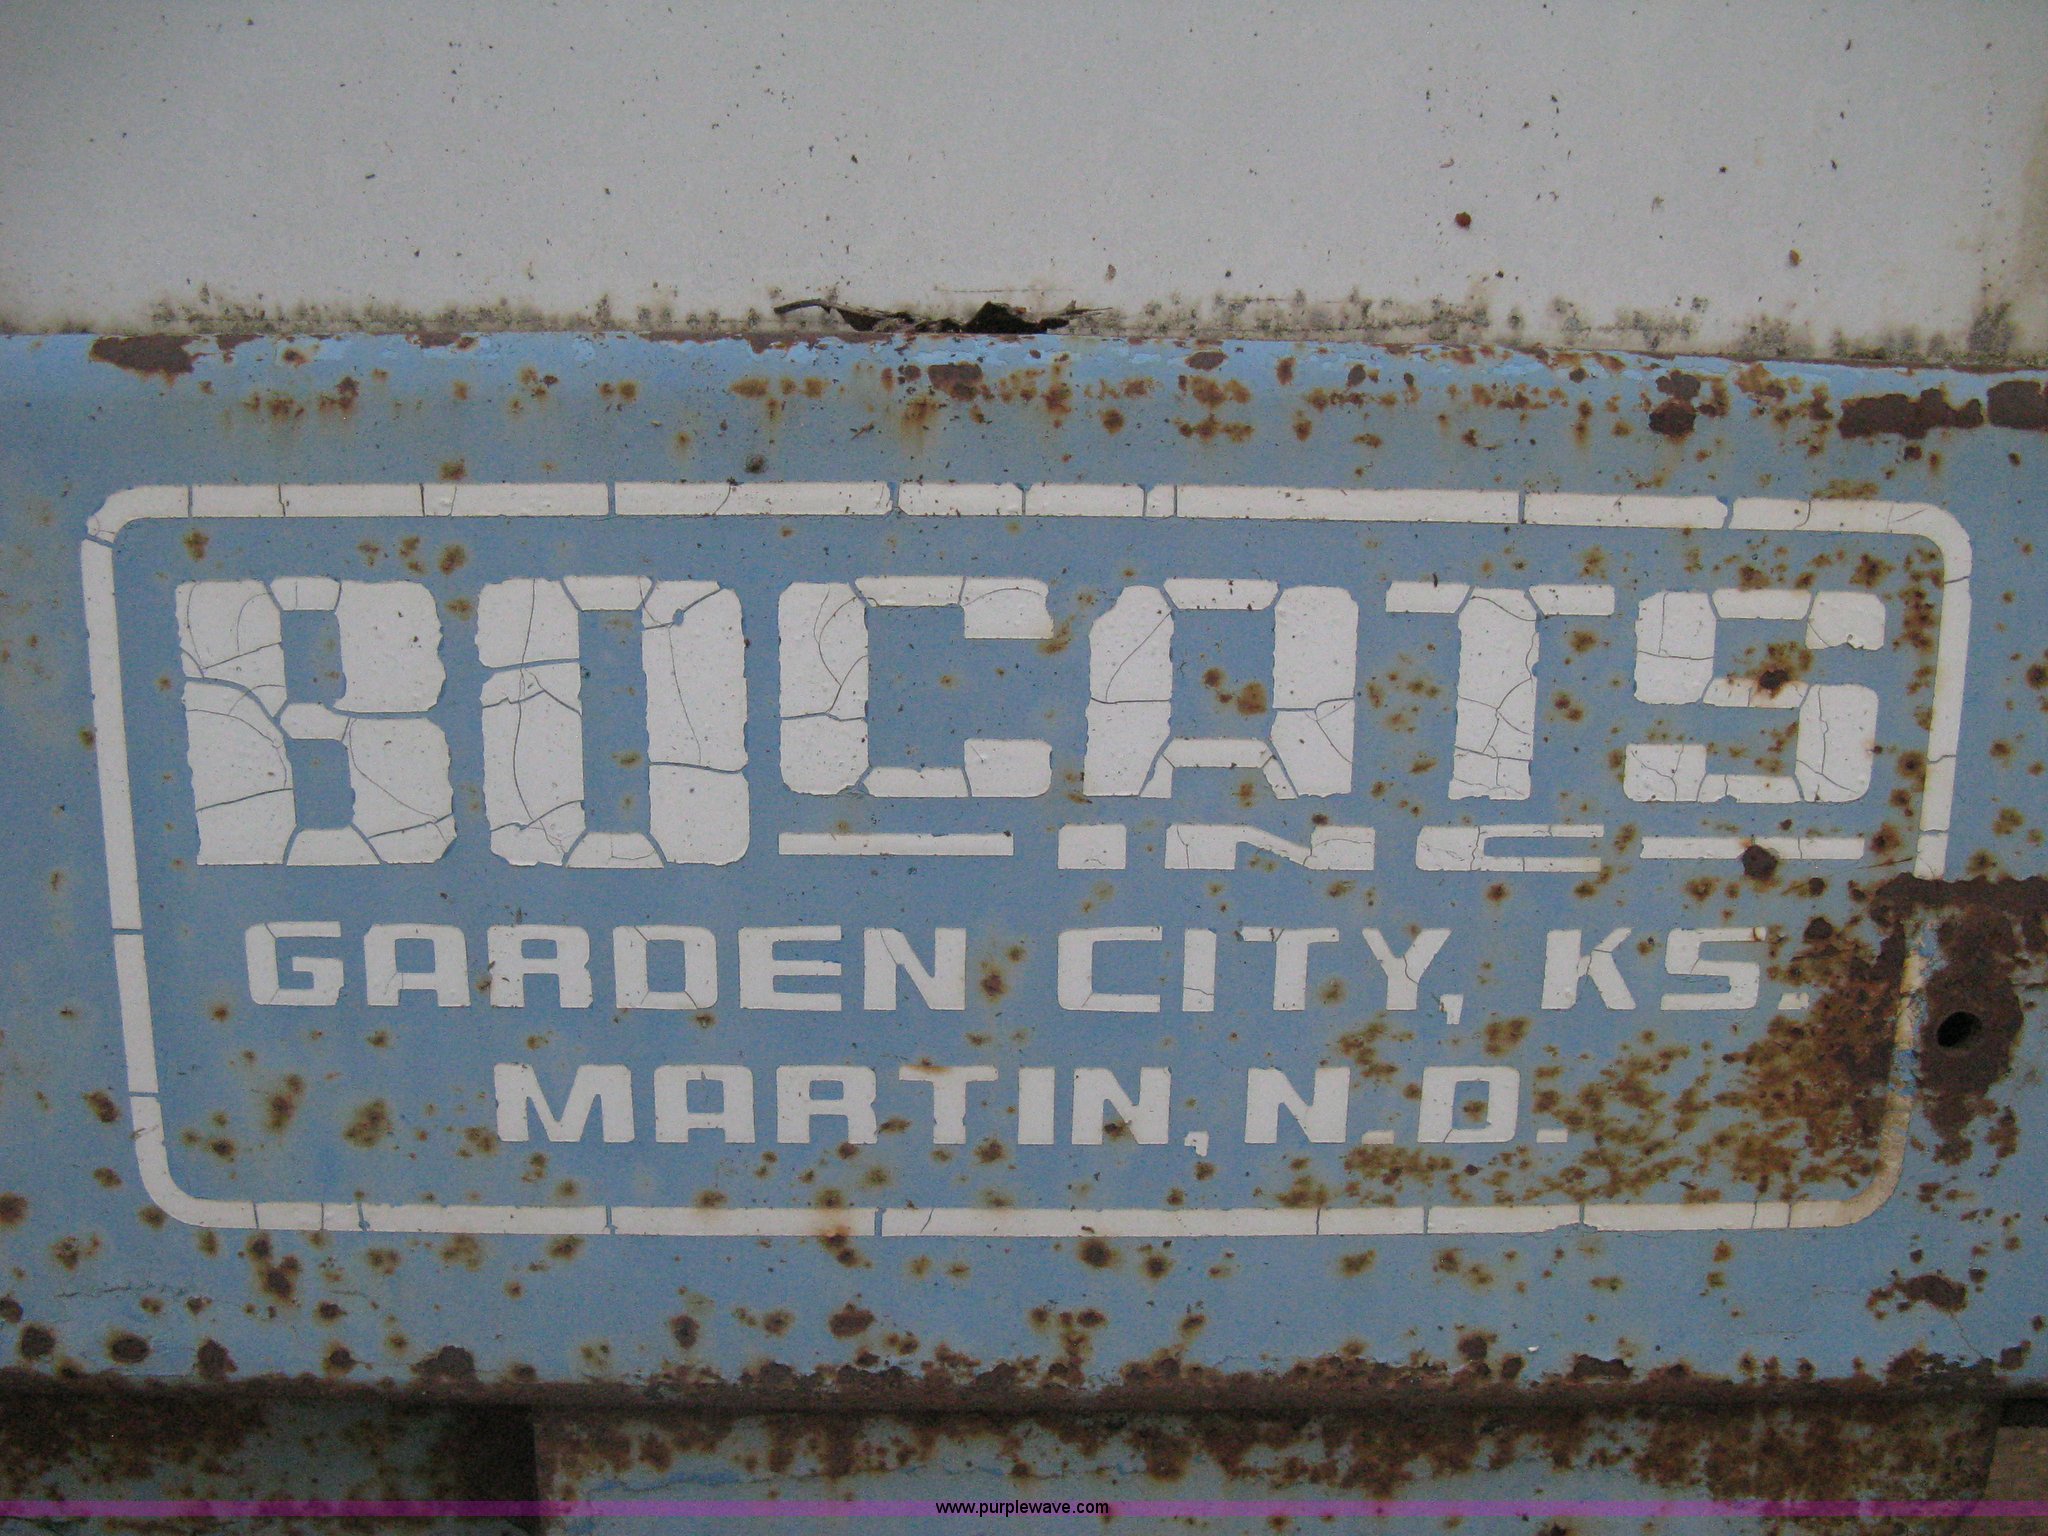 BOCATS
INC
GARDEN CITY, KS.
MARTIN, N.D.
www.purplewave.com